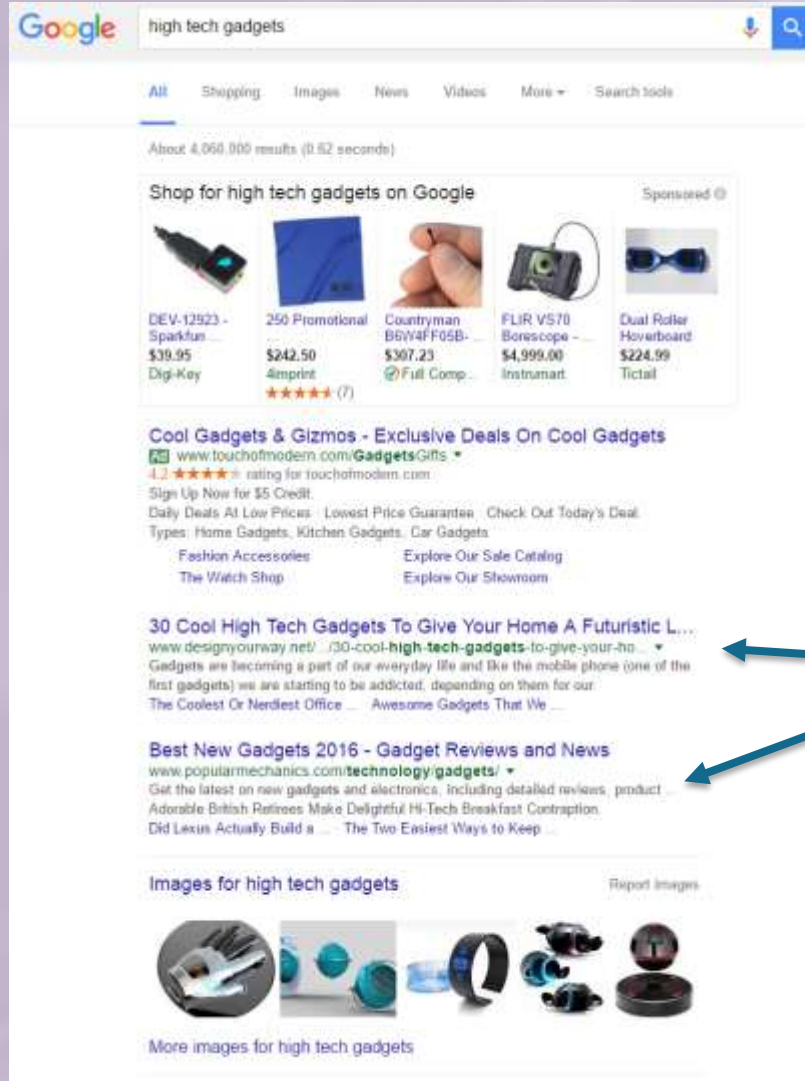 Google high tech gadgets
All Shopping Images News Videos More Search tools
About 4,060,000 results (0.62 seconds)
Shop for high tech gadgets on Google Sponsored
DEV-12923 - Sparkfun ...
$39.95
Digi-Key
250 Promotional
...
$242.50
4imprint
(7)
Countryman B6W4FF05B- ...
$307.23
Full Comp...
FLIR VS70 Borescope - ...
$4,999.00
Instrumart
Dual Roller Hoverboard
$224.99
Tictail
Cool Gadgets & Gizmos - Exclusive Deals On Cool Gadgets
Ad www.touchofmodern.com/GadgetsGifts
4.2 rating for touchofmodern.com
Sign Up Now for $5 Credit
Daily Deals At Low Prices · Lowest Price Guarantee · Check Out Today's Deal
Types: Home Gadgets, Kitchen Gadgets, Car Gadgets
Fashion Accessories Explore Our Sale Catalog
The Watch Shop Explore Our Showroom
30 Cool High Tech Gadgets To Give Your Home A Futuristic L...
www.designyourway.net/.../30-cool-high-tech-gadgets-to-give-your-ho...
Gadgets are becoming a part of our everyday life and like the mobile phone (one of the
first gadgets) we are starting to be addicted, depending on them for our
The Coolest Or Nerdiest Office ... Awesome Gadgets That We ...
Best New Gadgets 2016 - Gadget Reviews and News
www.popularmechanics.com/technology/gadgets/
Get the latest on new gadgets and electronics, including detailed reviews, product ...
Adorable British Retirees Make Delightful Hi-Tech Breakfast Contraption.
Did Lexus Actually Build a ... The Two Easiest Ways to Keep ...
Images for high tech gadgets Report images
More images for high tech gadgets